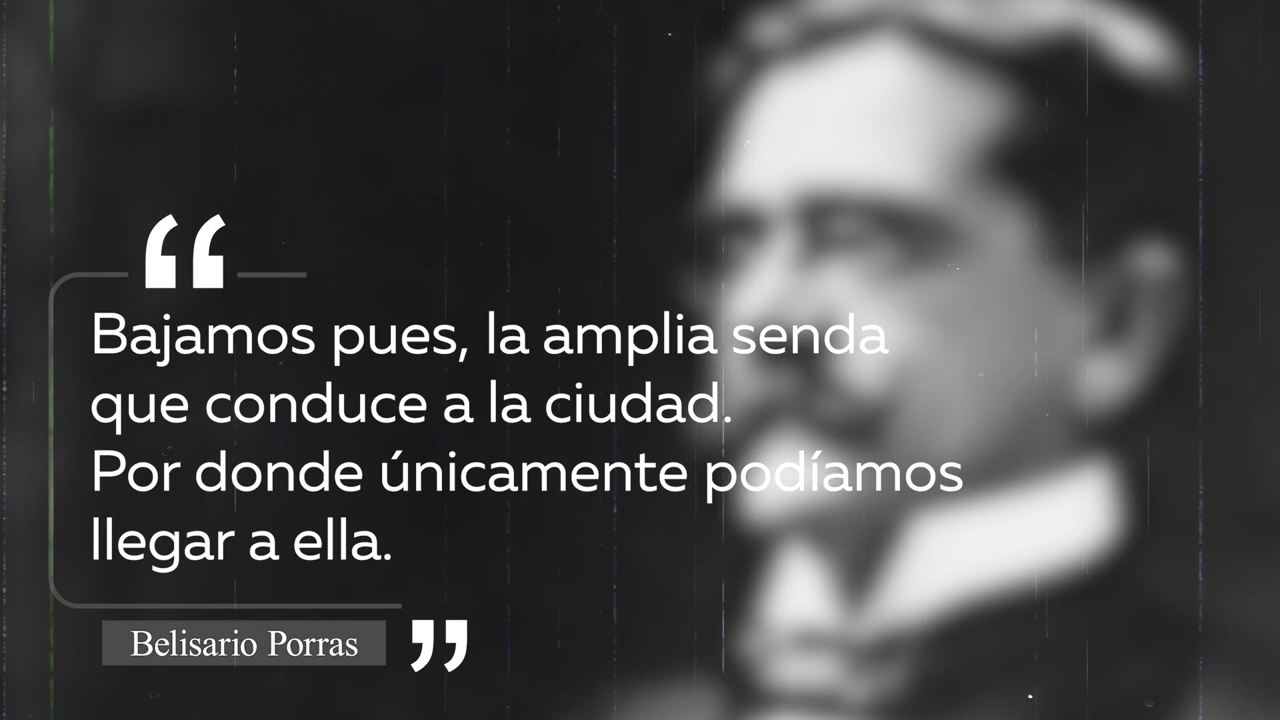 “
Bajamos pues, la amplia senda
que conduce a la ciudad.
Por donde únicamente podíamos
llegar a ella.
Belisario Porras ”